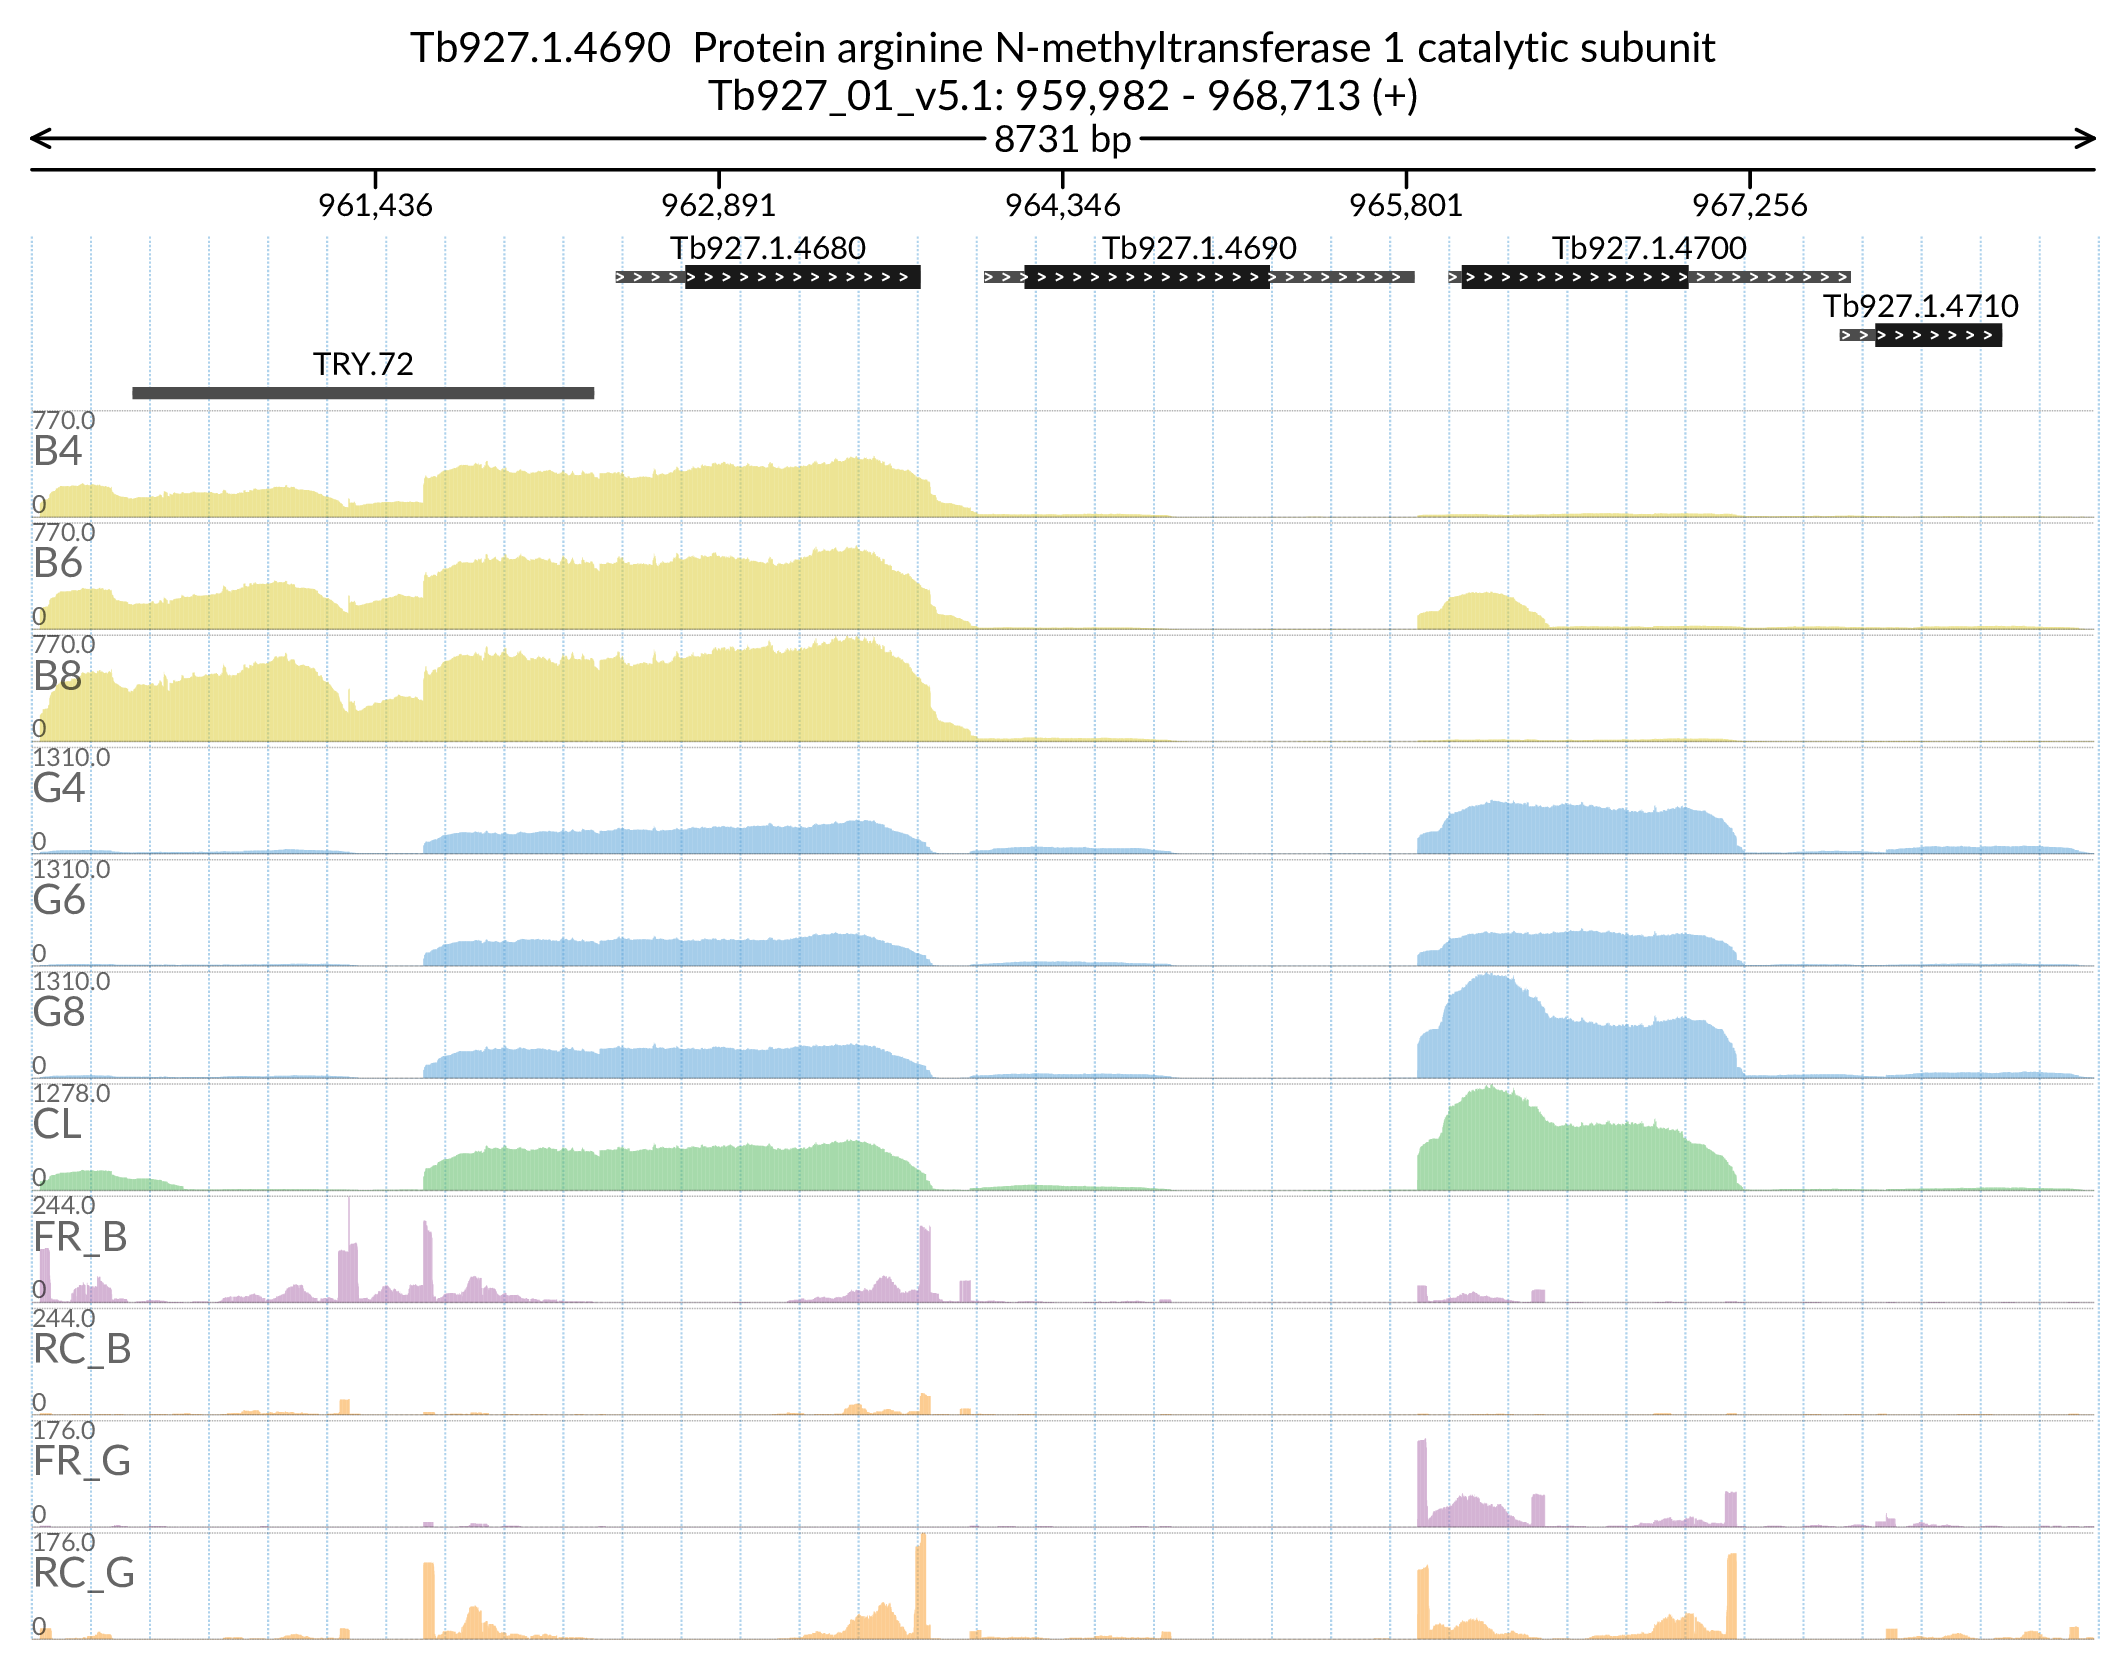 Tb927.1.4690  Protein arginine N-methyltransferase 1 catalytic subunit
Tb927_01_v5.1: 959,982 - 968,713 (+)
8731 bp
961,436 962,891 964,346 965,801 967,256
Tb927.1.4680 Tb927.1.4690 Tb927.1.4700
Tb927.1.4710
TRY.72
770.0
B4
0
770.0
B6
0
770.0
B8
0
1310.0
G4
0
1310.0
G6
0
1310.0
G8
0
1278.0
CL
0
244.0
FR_B
0
244.0
RC_B
0
176.0
FR_G
0
176.0
RC_G
0